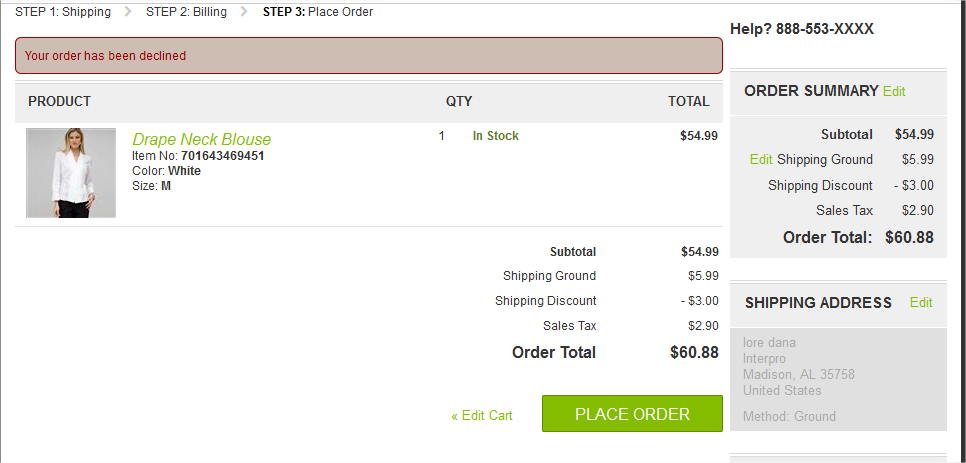 STEP 1: Shipping > STEP 2: Billing > STEP 3: Place Order
Your order has been declined
PRODUCT QTY TOTAL
Drape Neck Blouse 1 In Stock $54.99
Item No: 701643469451
Color: White
Size: M
Subtotal $54.99
Shipping Ground $5.99
Shipping Discount - $3.00
Sales Tax $2.90
Order Total $60.88
« Edit Cart PLACE ORDER
Help? 888-553-XXXX
ORDER SUMMARY Edit
Subtotal $54.99
Edit Shipping Ground $5.99
Shipping Discount - $3.00
Sales Tax $2.90
Order Total: $60.88
SHIPPING ADDRESS Edit
lore dana
Interpro
Madison, AL 35758
United States
Method: Ground